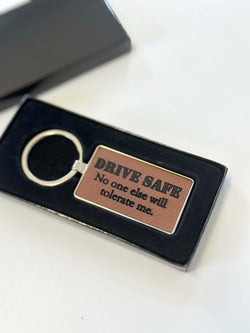 DRIVE SAFE
No one else will
tolerate me.